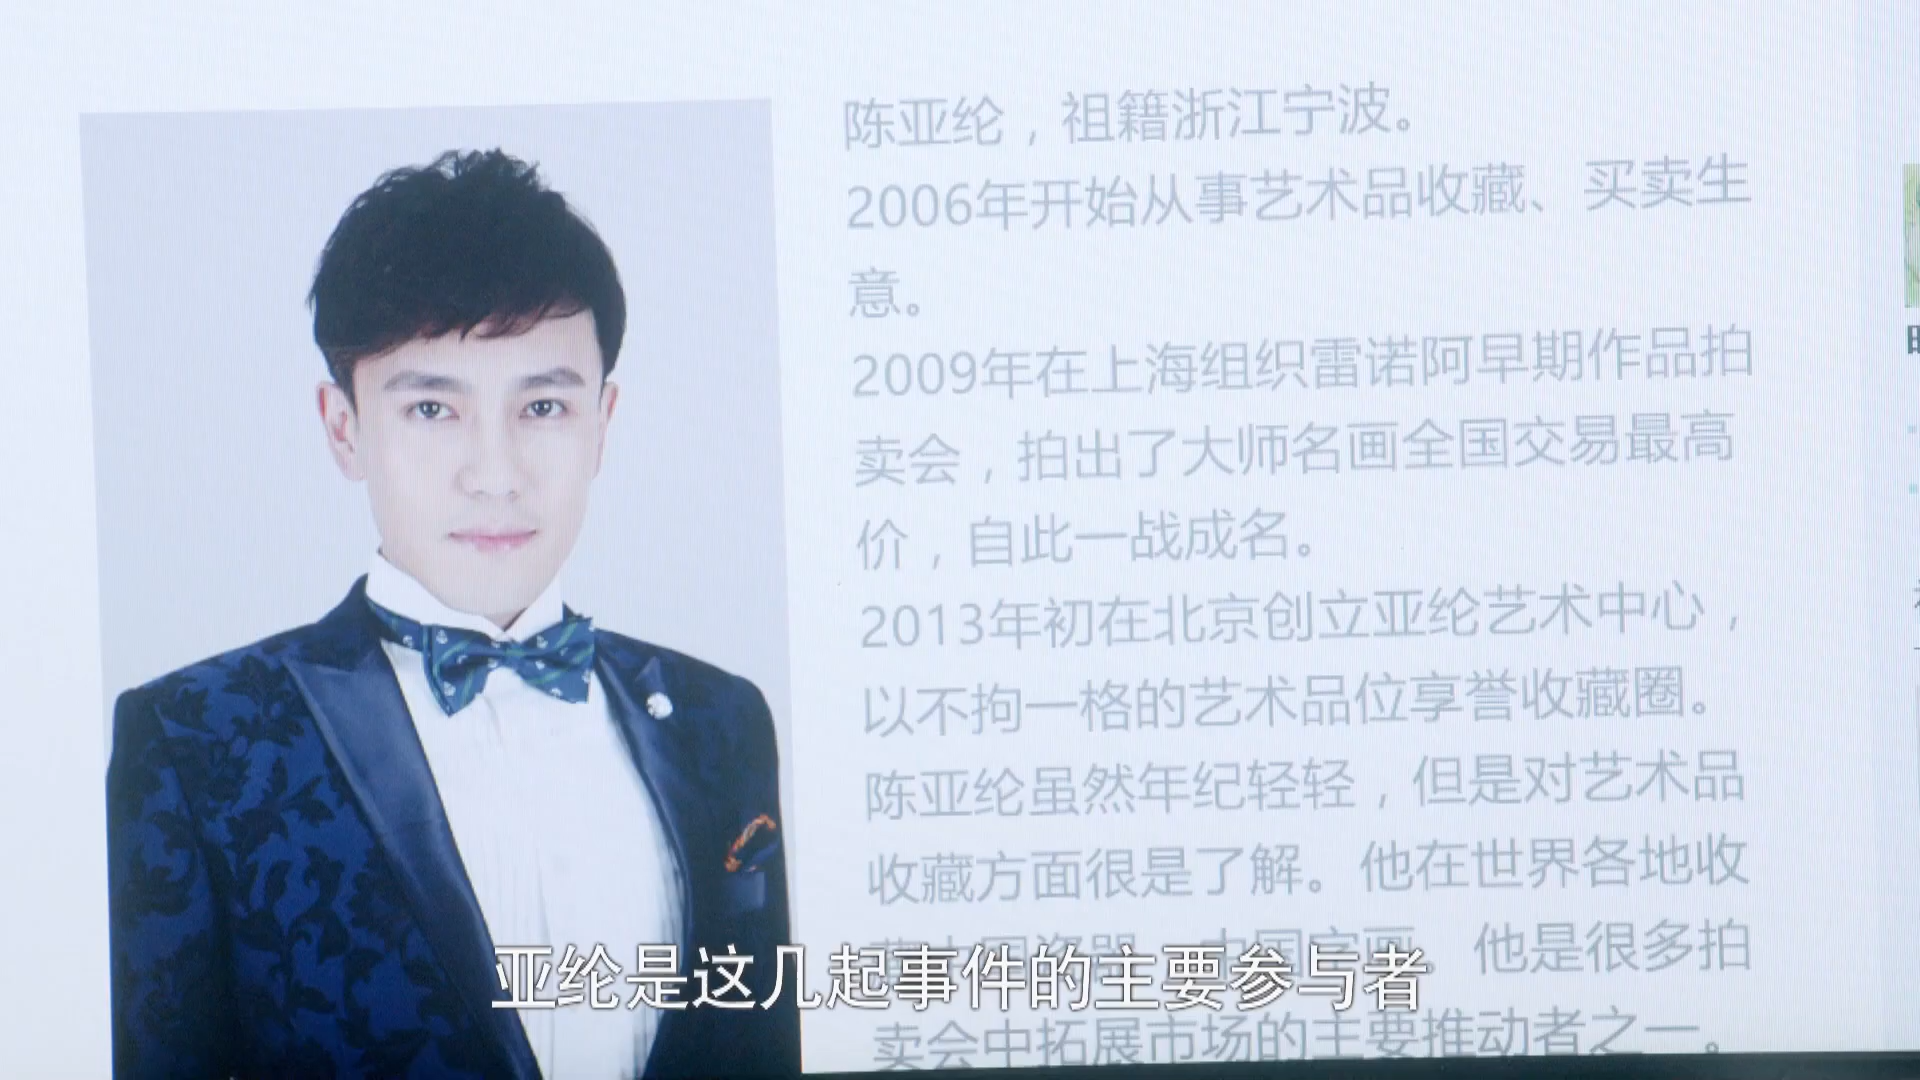 陈亚纶，祖籍浙江宁波。
2006年开始从事艺术品收藏、买卖生
意。
2009年在上海组织雷诺阿早期作品拍
卖会，拍出了大师名画全国交易最高
价，自此一战成名。
2013年初在北京创立亚纶艺术中心，
以不拘一格的艺术品位享誉收藏圈。
陈亚纶虽然年纪轻轻，但是对艺术品
收藏方面很是了解。他在世界各地收
中国字画 他是很多拍
亚纶是这几起事件的主要参与者
卖会中拓展市场的主要推动者之一。